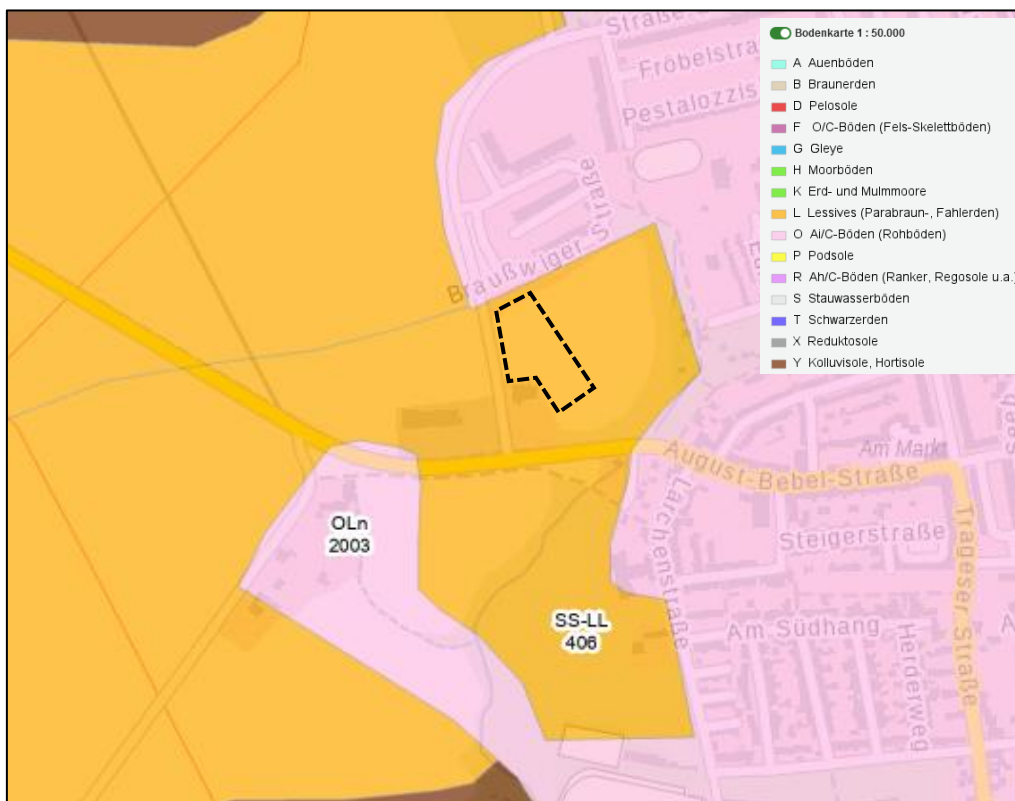 Bodenkarte 1 : 50.000
A Auenböden
B Braunerden
D Pelosole
F O/C-Böden (Fels-Skelettböden)
G Gleye
H Moorböden
K Erd- und Mulmmoore
L Lessives (Parabraun-, Fahlerden)
O Ai/C-Böden (Rohböden)
P Podsole
R Ah/C-Böden (Ranker, Regosole u.a.)
S Stauwasserböden
T Schwarzerden
X Reduktosole
Y Kolluvisole, Hortisole
Straße
Fröbelstra
Pestalozzis
Straße
Braußwiger Straße
Am Markt
August-Bebel-Straße
Lärchenstraße
Steigerstraße
OLn
2003
SS-LL
406
Am Südhang
Herderweg
Trageser Straße